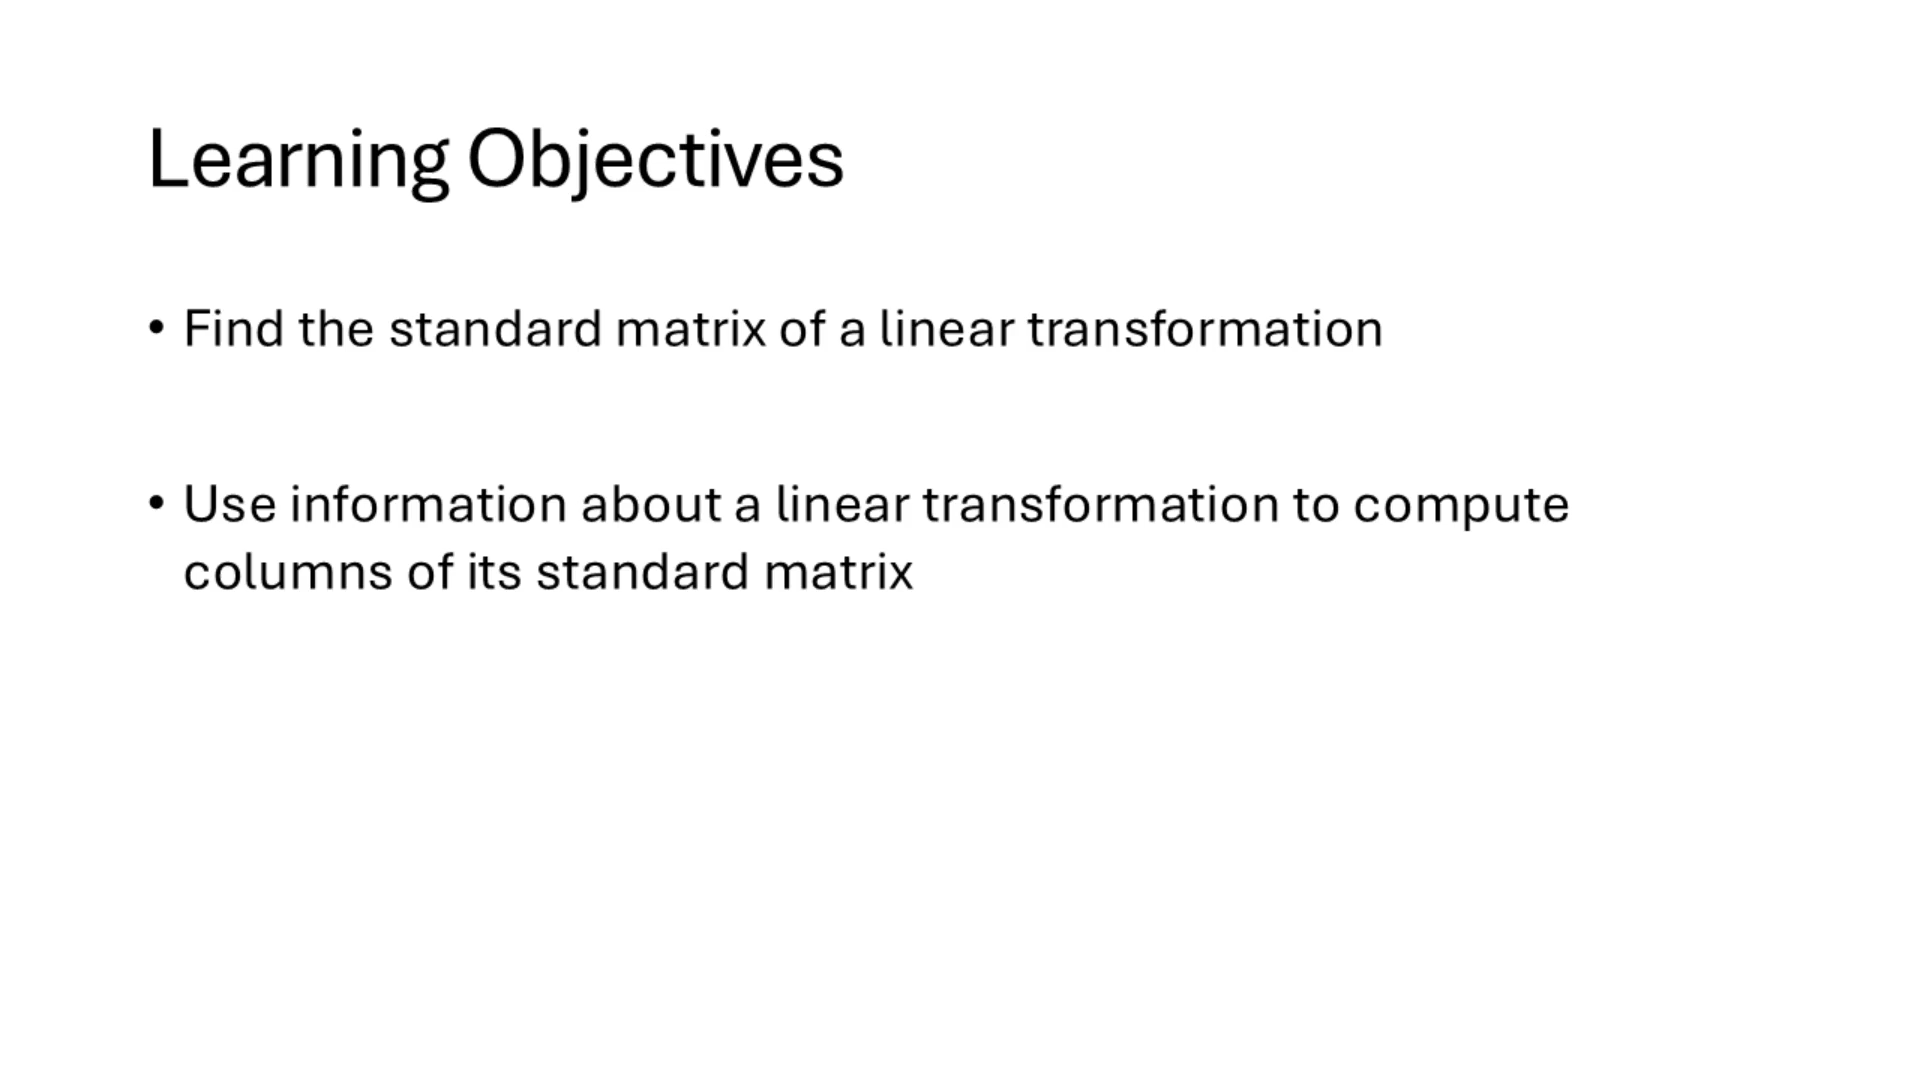 Learning Objectives
• Find the standard matrix of a linear transformation
• Use information about a linear transformation to compute
columns of its standard matrix